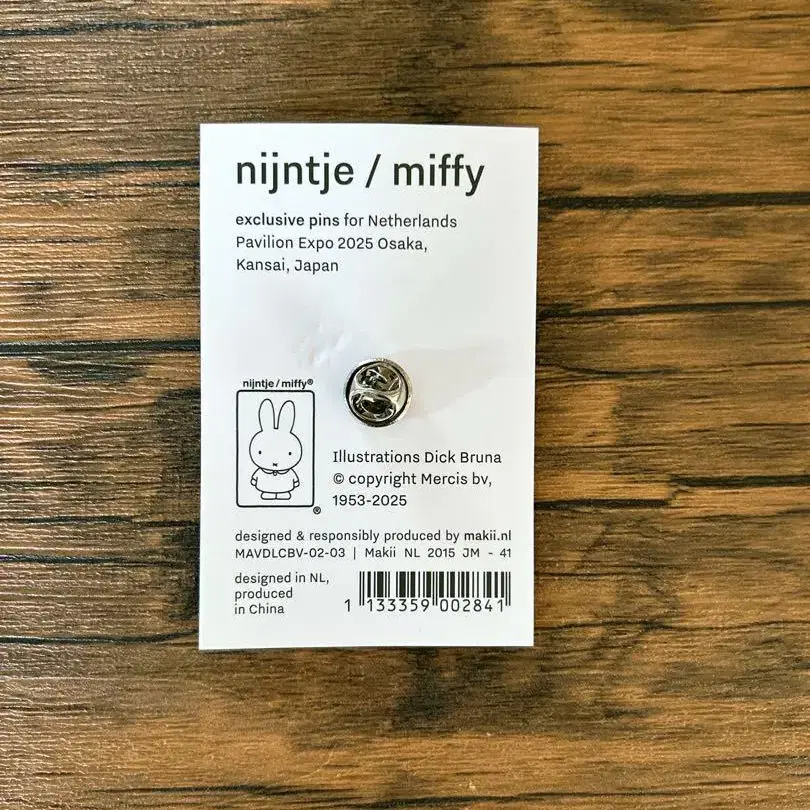 nijntje / miffy
exclusive pins for Netherlands
Pavilion Expo 2025 Osaka,
Kansai, Japan
nijntje / miffy®
®
Illustrations Dick Bruna
© copyright Mercis bv,
1953-2025
designed & responsibly produced by makii.nl
MAVDLCBV-02-03 | Makii NL 2015 JM - 41
designed in NL,
produced
in China
1 133359 002841